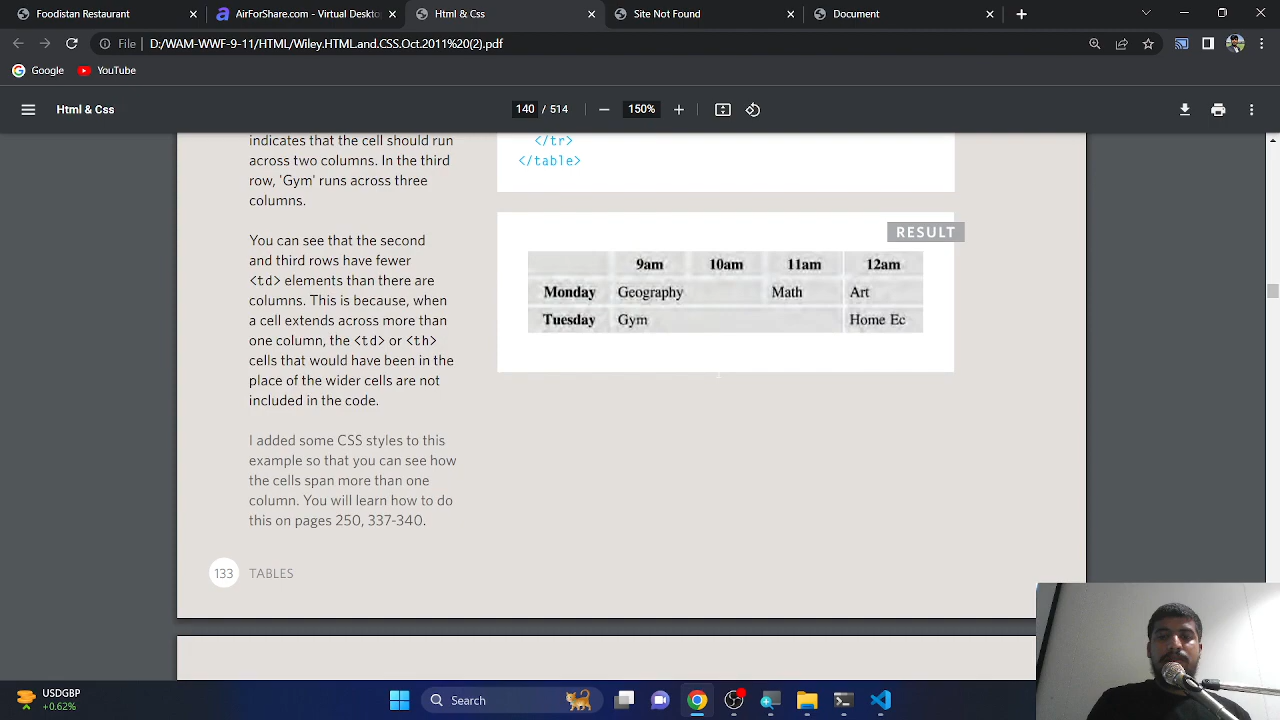 Foodistan Restaurant
AirForShare.com - Virtual Deskto
Html & Css
Site Not Found
Document
File
D:/WAM-WWF-9-11/HTML/Wiley.HTMLand.CSS.Oct.2011%20(2).pdf
Google
YouTube
Html & Css
140 / 514
150%
indicates that the cell should run
across two columns. In the third
row, 'Gym' runs across three
columns.
You can see that the second
and third rows have fewer
<td> elements than there are
columns. This is because, when
a cell extends across more than
one column, the <td> or <th>
cells that would have been in the
place of the wider cells are not
included in the code.
I added some CSS styles to this
example so that you can see how
the cells span more than one
column. You will learn how to do
this on pages 250, 337-340.
133 TABLES
</tr>
</table>
RESULT
9am 10am 11am 12am
Monday Geography Math Art
Tuesday Gym Home Ec
USDGBP
+0.62%
Search